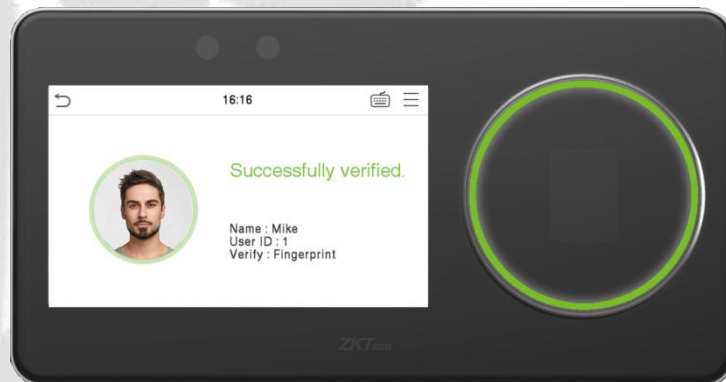 16:16
Successfully verified.
Name : Mike
User ID : 1
Verify : Fingerprint
ZKTeco